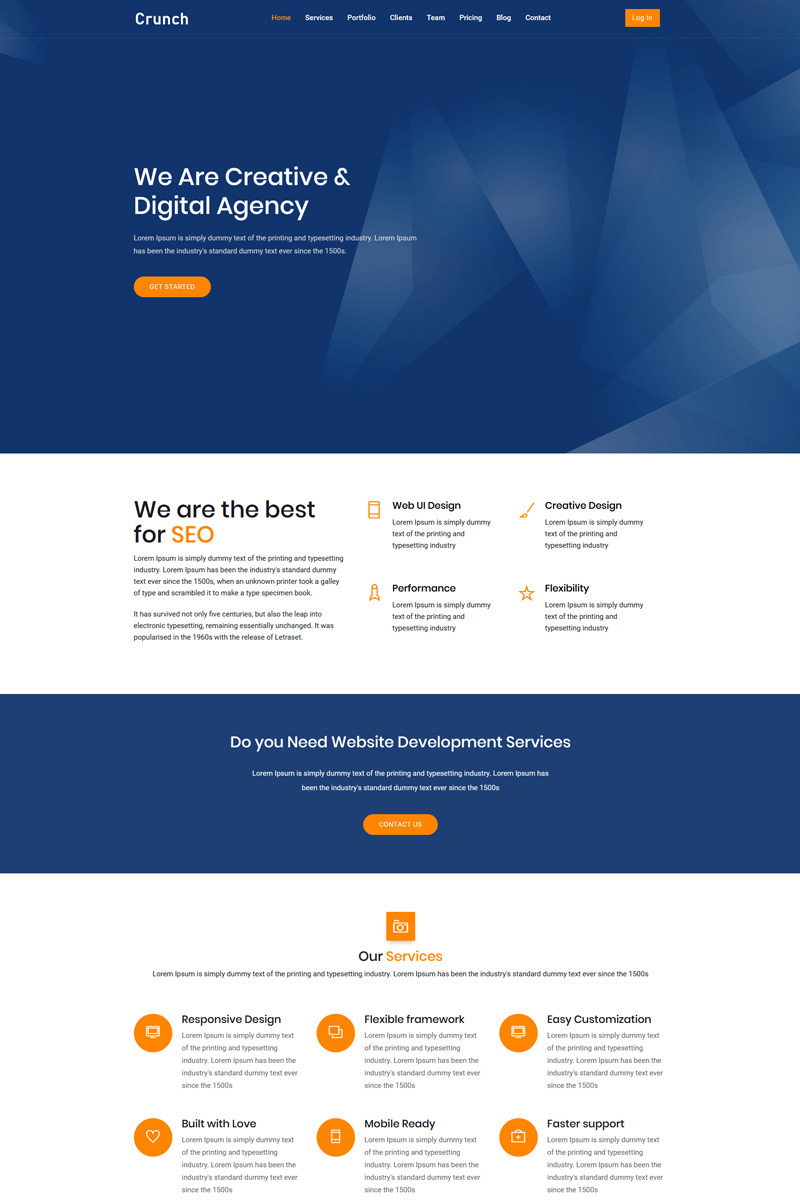 Crunch
Home Services Portfolio Clients Team Pricing Blog Contact
Log In
We Are Creative &
Digital Agency
Lorem Ipsum is simply dummy text of the printing and typesetting industry. Lorem Ipsum
has been the industry's standard dummy text ever since the 1500s.
GET STARTED
We are the best
for SEO
Lorem Ipsum is simply dummy text of the printing and typesetting
industry. Lorem Ipsum has been the industry's standard dummy
text ever since the 1500s, when an unknown printer took a galley
of type and scrambled it to make a type specimen book.
It has survived not only five centuries, but also the leap into
electronic typesetting, remaining essentially unchanged. It was
popularised in the 1960s with the release of Letraset.
Web UI Design
Lorem Ipsum is simply dummy
text of the printing and
typesetting industry
Creative Design
Lorem Ipsum is simply dummy
text of the printing and
typesetting industry
Performance
Lorem Ipsum is simply dummy
text of the printing and
typesetting industry
Flexibility
Lorem Ipsum is simply dummy
text of the printing and
typesetting industry
Do you Need Website Development Services
Lorem Ipsum is simply dummy text of the printing and typesetting industry. Lorem Ipsum has
been the industry's standard dummy text ever since the 1500s
CONTACT US
Our Services
Lorem Ipsum is simply dummy text of the printing and typesetting industry. Lorem Ipsum has been the industry's standard dummy text ever since the 1500s
Responsive Design
Lorem Ipsum is simply dummy text
of the printing and typesetting
industry. Lorem Ipsum has been the
industry's standard dummy text ever
since the 1500s
Flexible framework
Lorem Ipsum is simply dummy text
of the printing and typesetting
industry. Lorem Ipsum has been the
industry's standard dummy text ever
since the 1500s
Easy Customization
Lorem Ipsum is simply dummy text
of the printing and typesetting
industry. Lorem Ipsum has been the
industry's standard dummy text ever
since the 1500s
Built with Love
Lorem Ipsum is simply dummy text
of the printing and typesetting
industry. Lorem Ipsum has been the
industry's standard dummy text ever
since the 1500s
Mobile Ready
Lorem Ipsum is simply dummy text
of the printing and typesetting
industry. Lorem Ipsum has been the
industry's standard dummy text ever
since the 1500s
Faster support
Lorem Ipsum is simply dummy text
of the printing and typesetting
industry. Lorem Ipsum has been the
industry's standard dummy text ever
since the 1500s